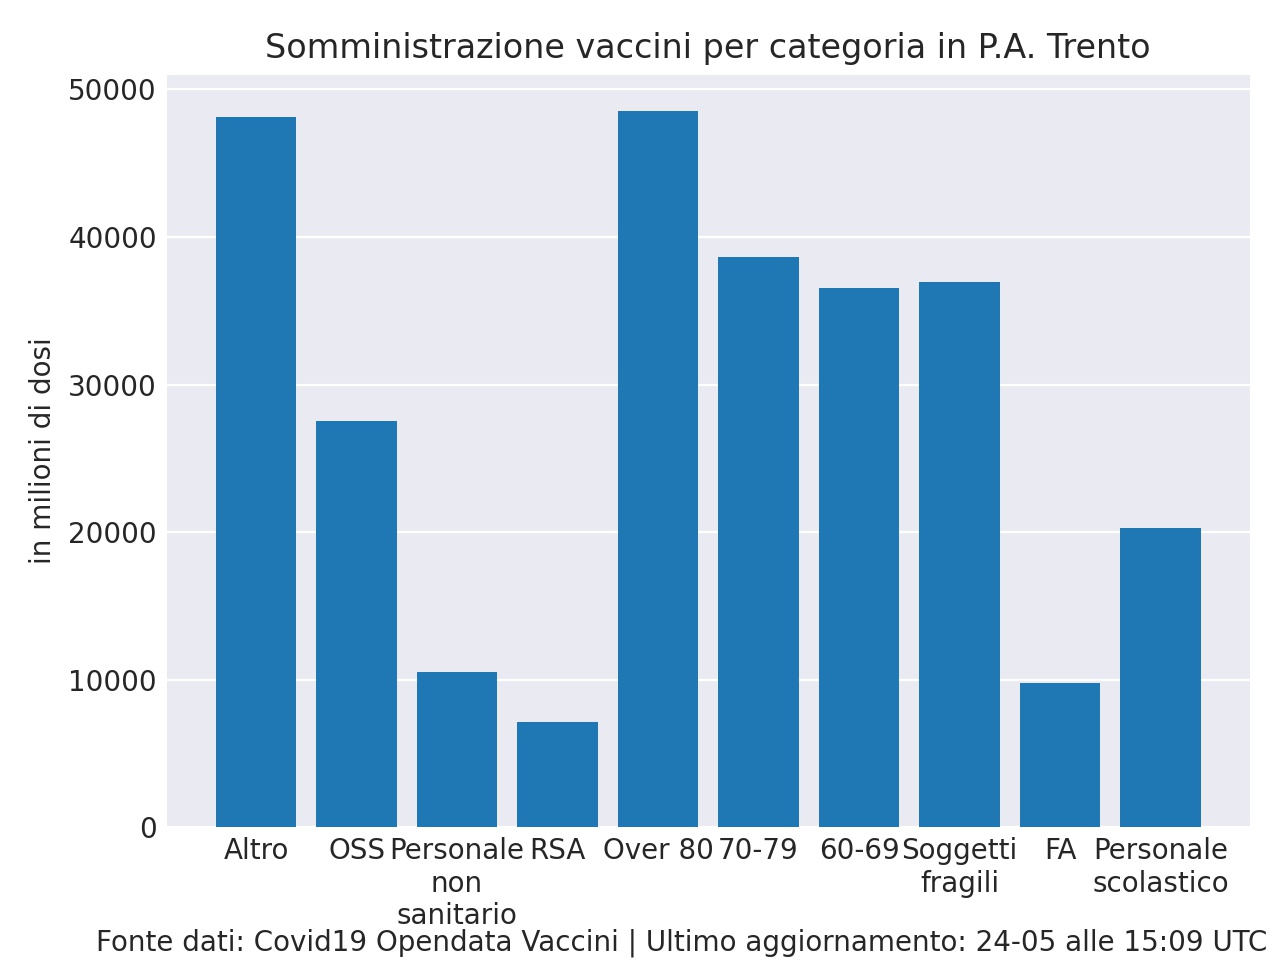 Somministrazione vaccini per categoria in P.A. Trento
50000
40000
30000
20000
10000
0
in milioni di dosi
Altro
OSS
Personale
non
sanitario
RSA
Over 80
70-79
60-69
Soggetti
fragili
FA
Personale
scolastico
Fonte dati: Covid19 Opendata Vaccini | Ultimo aggiornamento: 24-05 alle 15:09 UTC